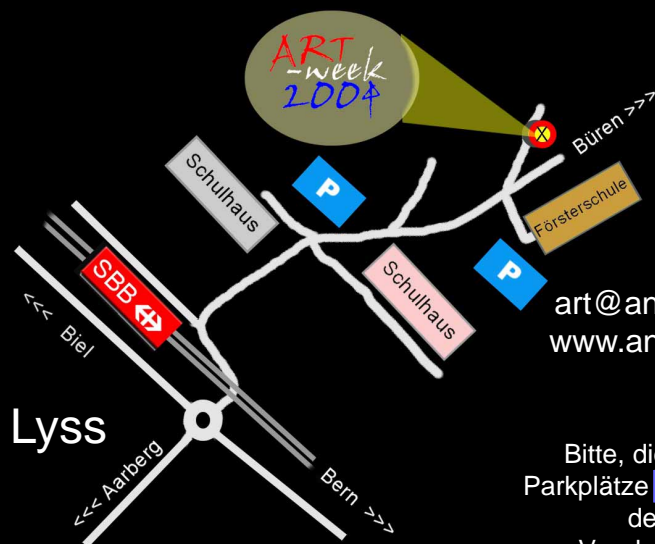 ART
-week
2004
Büren >>>
Schulhaus
P
Försterschule
SBB
P
Schulhaus
<<< Biel
art@an
www.an
Lyss
<<< Aarberg
Bern >>>
Bitte, di
Parkplätze
de